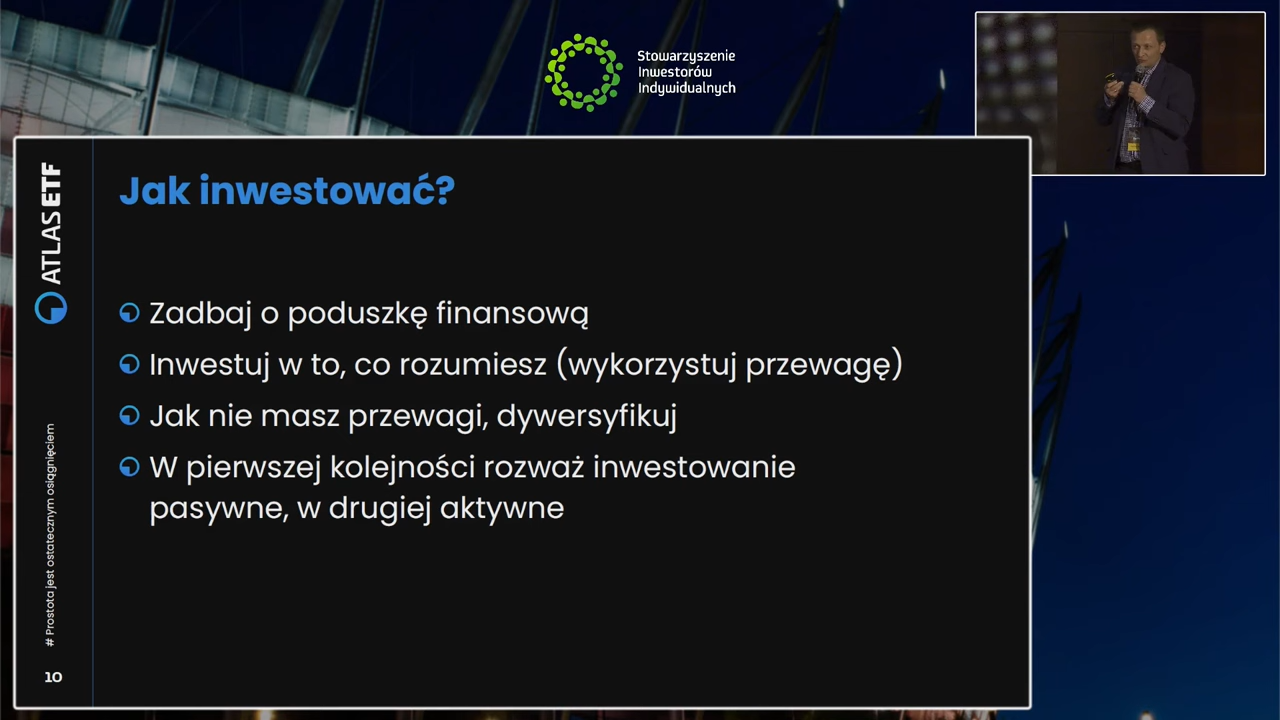 Stowarzyszenie
Inwestorów
Indywidualnych
ATLAS ETF
# Prostota jest ostatecznym osiągnięciem
10
Jak inwestować?
Zadbaj o poduszkę finansową
Inwestuj w to, co rozumiesz (wykorzystuj przewagę)
Jak nie masz przewagi, dywersyfikuj
W pierwszej kolejności rozważ inwestowanie
pasywne, w drugiej aktywne